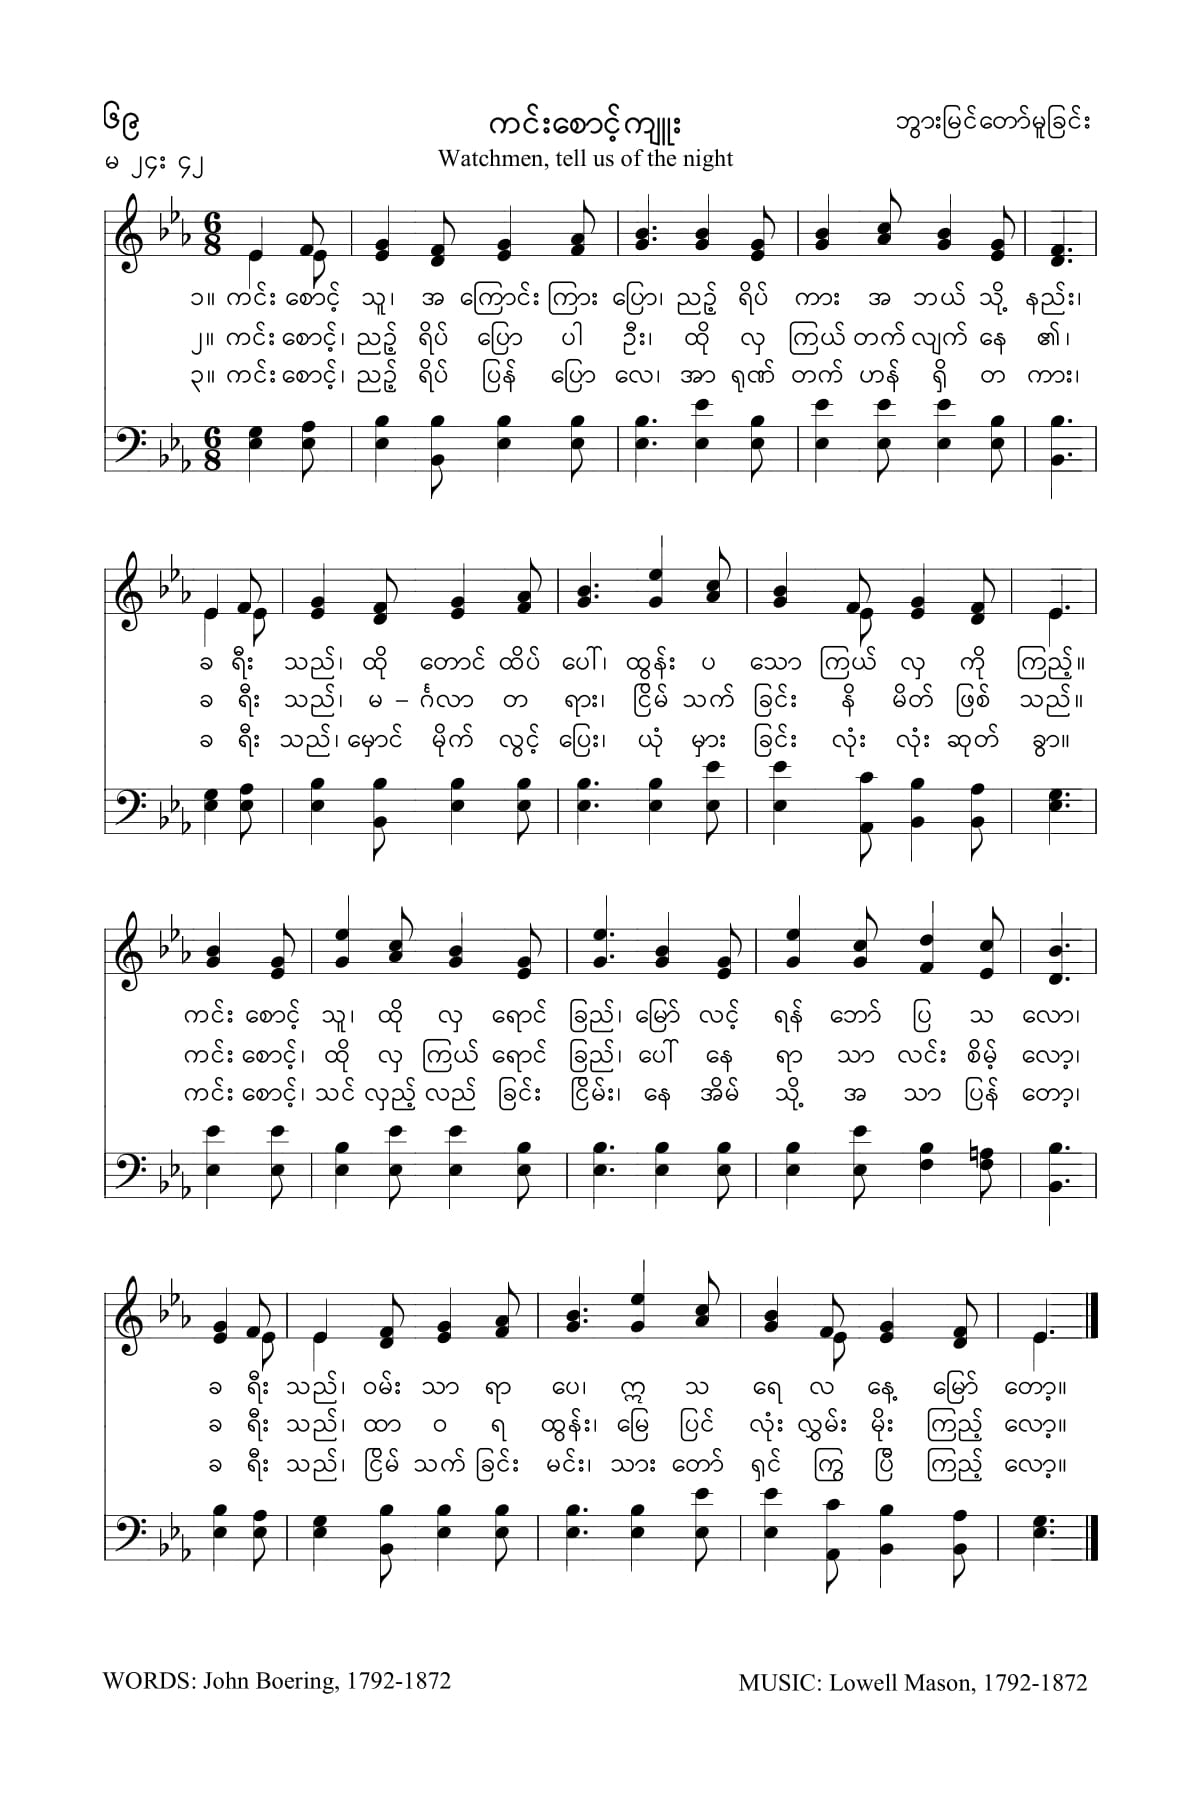 ၆၉
ကင်းစောင့်ကျူး
ဘွားမြင်တော်မူခြင်း
မ ၂၄း ၄၂
Watchmen, tell us of the night
6 8
၁။ ကင်း စောင့် သူ၊ အ ကြောင်း ကြား ပြော၊ ညဉ့် ရိပ် ကား အ ဘယ် သို့ နည်း၊
၂။ ကင်း စောင့်၊ ညဉ့် ရိပ် ပြော ပါ ဦး၊ ထို လှ ကြယ် တက် လျက် နေ ၏၊
၃။ ကင်း စောင့်၊ ညဉ့် ရိပ် ပြန် ပြော လေ၊ အာ ရုဏ် တက် ဟန် ရှိ တ ကား၊
6 8
ခ ရီး သည်၊ ထို တောင် ထိပ် ပေါ်၊ ထွန်း ပ သော ကြယ် လှ ကို ကြည့်။
ခ ရီး သည်၊ မ – င်္ဂလာ တ ရား၊ ငြိမ် သက် ခြင်း နိ မိတ် ဖြစ် သည်။
ခ ရီး သည်၊ မှောင် မိုက် လွင့် ပြေး၊ ယုံ မှား ခြင်း လုံး လုံး ဆုတ် ခွာ။
ကင်း စောင့် သူ၊ ထို လှ ရောင် ခြည်၊ မြော် လင့် ရန် ဘော် ပြ သ လော၊
ကင်း စောင့်၊ ထို လှ ကြယ် ရောင် ခြည်၊ ပေါ် နေ ရာ သာ လင်း စိမ့် လော့၊
ကင်း စောင့်၊ သင် လှည့် လည် ခြင်း ငြိမ်း၊ နေ အိမ် သို့ အ သာ ပြန် တော့၊
ခ ရီး သည်၊ ဝမ်း သာ ရာ ပေ၊ ဣ သ ရေ လ နေ့ မြော် တော့။
ခ ရီး သည်၊ ထာ ဝ ရ ထွန်း၊ မြေ ပြင် လုံး လွှမ်း မိုး ကြည့် လော့။
ခ ရီး သည်၊ ငြိမ် သက် ခြင်း မင်း၊ သား တော် ရှင် ကြွ ပြီ ကြည့် လော့။
WORDS: John Boering, 1792-1872
MUSIC: Lowell Mason, 1792-1872